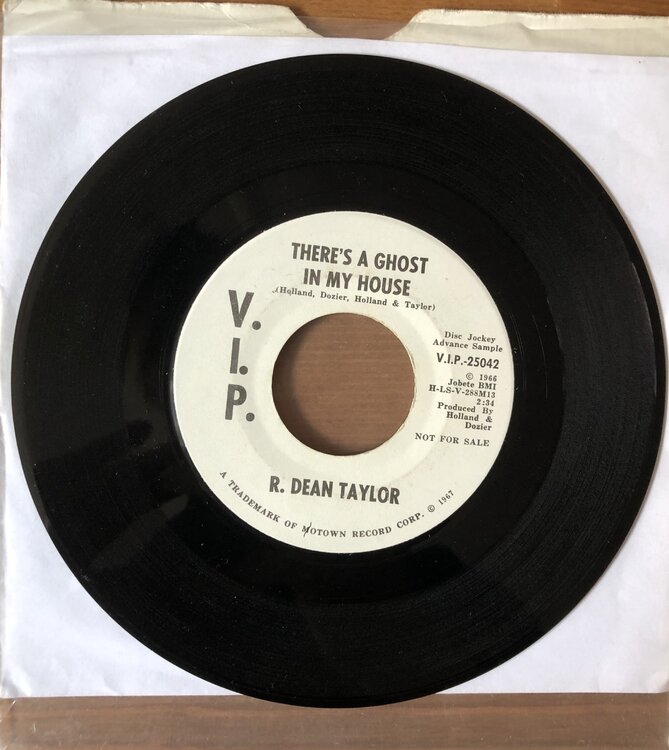 THERE'S A GHOST
IN MY HOUSE
(Holland, Dozier, Holland & Taylor)
V.
I.
P.
Disc Jockey
Advance Sample
V.I.P.-25042
© 1966
Jobete BMI
H-LS-V-288M13
2:34
Produced By
Holland &
Dozier
NOT FOR SALE
R. DEAN TAYLOR
A TRADEMARK OF MOTOWN RECORD CORP. © 1967